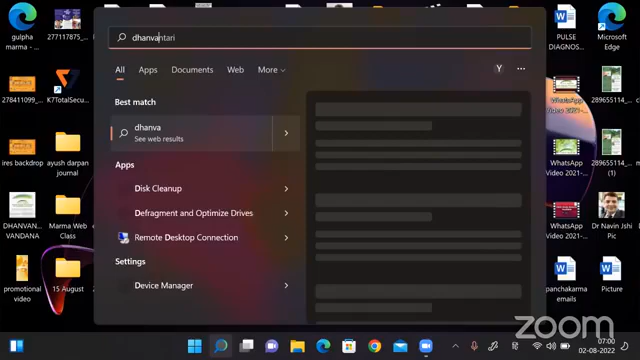 gulpha
marma - E...
277117875_...
PULSE
DIAGNOS...
Microsoft
Edge
dhanvantari
All
Apps
Documents
Web
More
Y
...
Best match
dhanva
See web results
Apps
Disk Cleanup
Defragment and Optimize Drives
Remote Desktop Connection
Settings
Device Manager
278411099_...
K7TotalSecu...
WhatsApp
289655114_...
ires backdrop
ayush darpan
journal
WhatsApp
Video 2021-...
289655114_...
(1)
DHANVAN...
VANDANA
Marma Web
Class
WhatsApp
Video 2021-...
Dr Navin Jshi
Pic
promotional
video
15 August
panchakarma
emails
Picture
zoom
07:00
02-08-2022